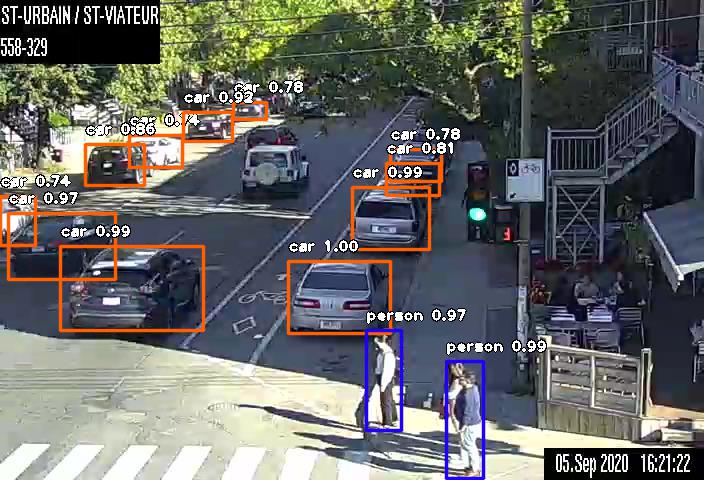 ST-URBAIN / ST-VIATEUR
558-329
car 0.78
car 0.92
car 0.74
car 0.86
car 0.78
car 0.81
car 0.99
car 0.74
car 0.97
car 0.99
car 1.00
3
person 0.97
person 0.99
05.Sep 2020 16:21:22